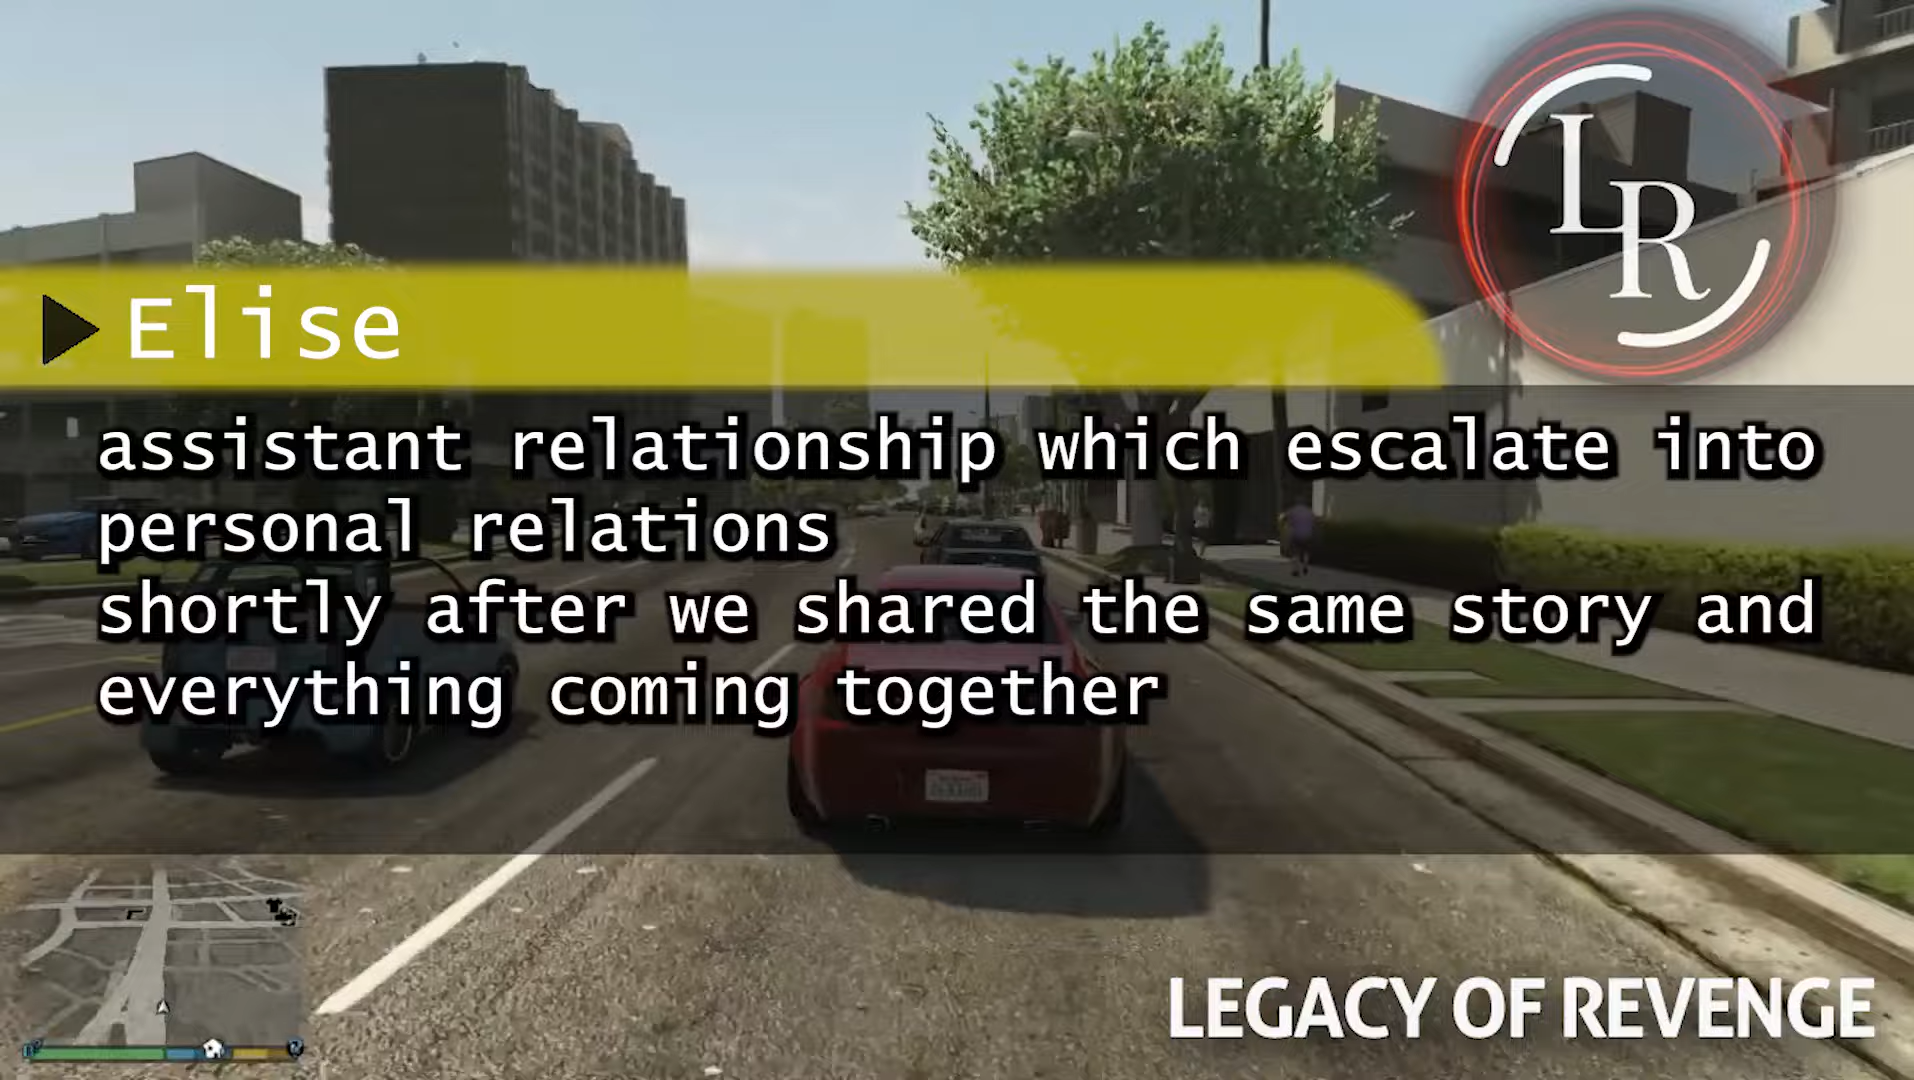 LR
Elise
assistant relationship which escalate into
personal relations
shortly after we shared the same story and
everything coming together
LEGACY OF REVENGE